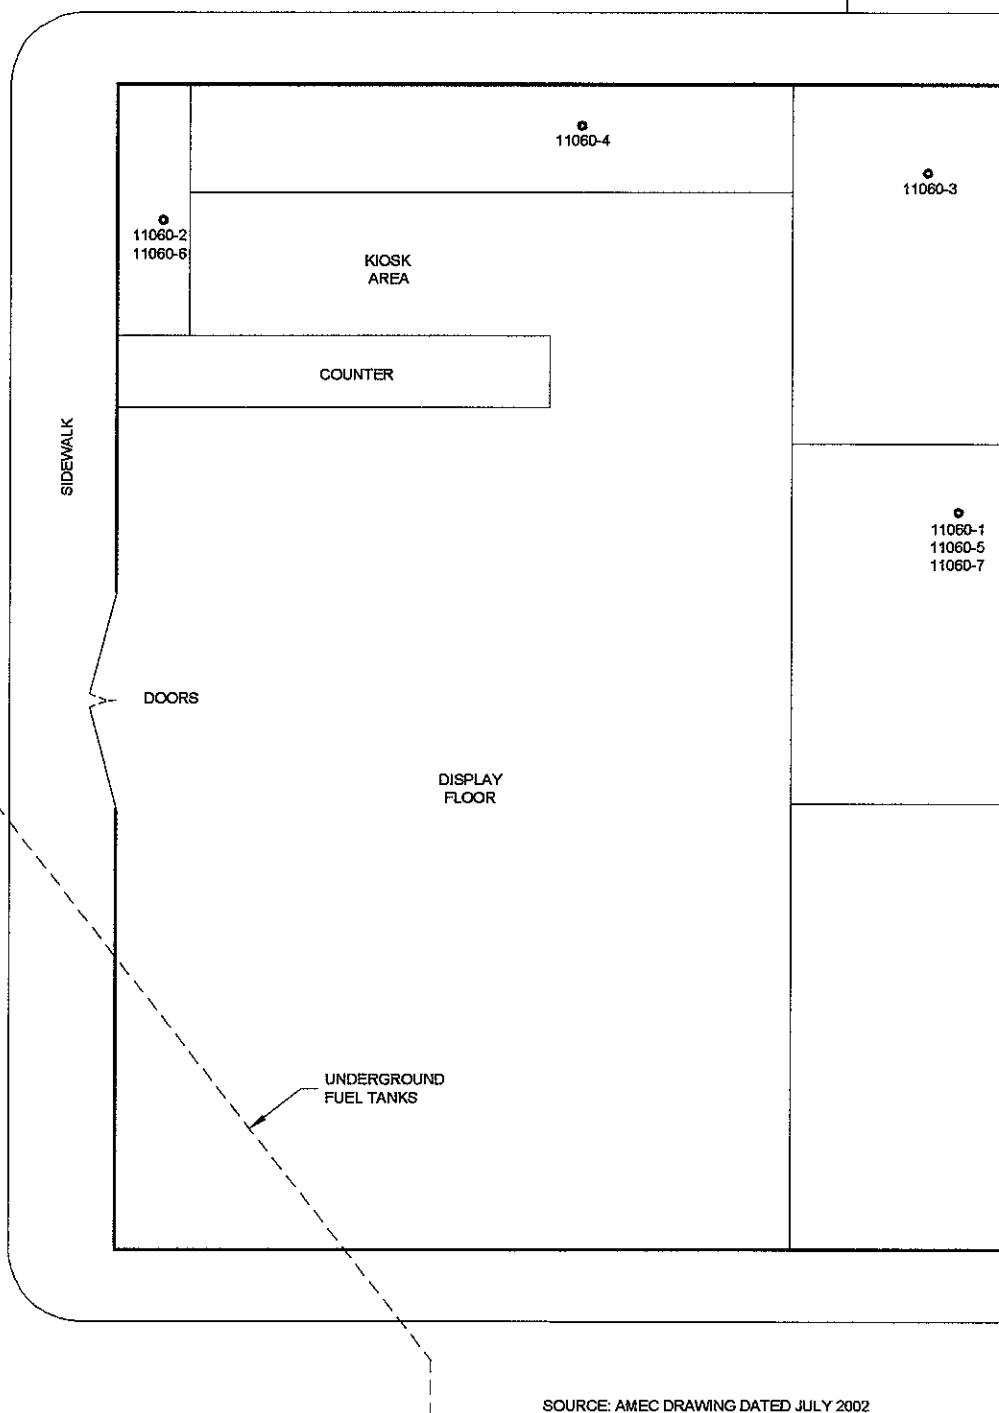 11060-4
11060-3
11060-2
11060-6
KIOSK
AREA
COUNTER
SIDEWALK
11060-1
11060-5
11060-7
DOORS
DISPLAY
FLOOR
UNDERGROUND
FUEL TANKS
SOURCE: AMEC DRAWING DATED JULY 2002